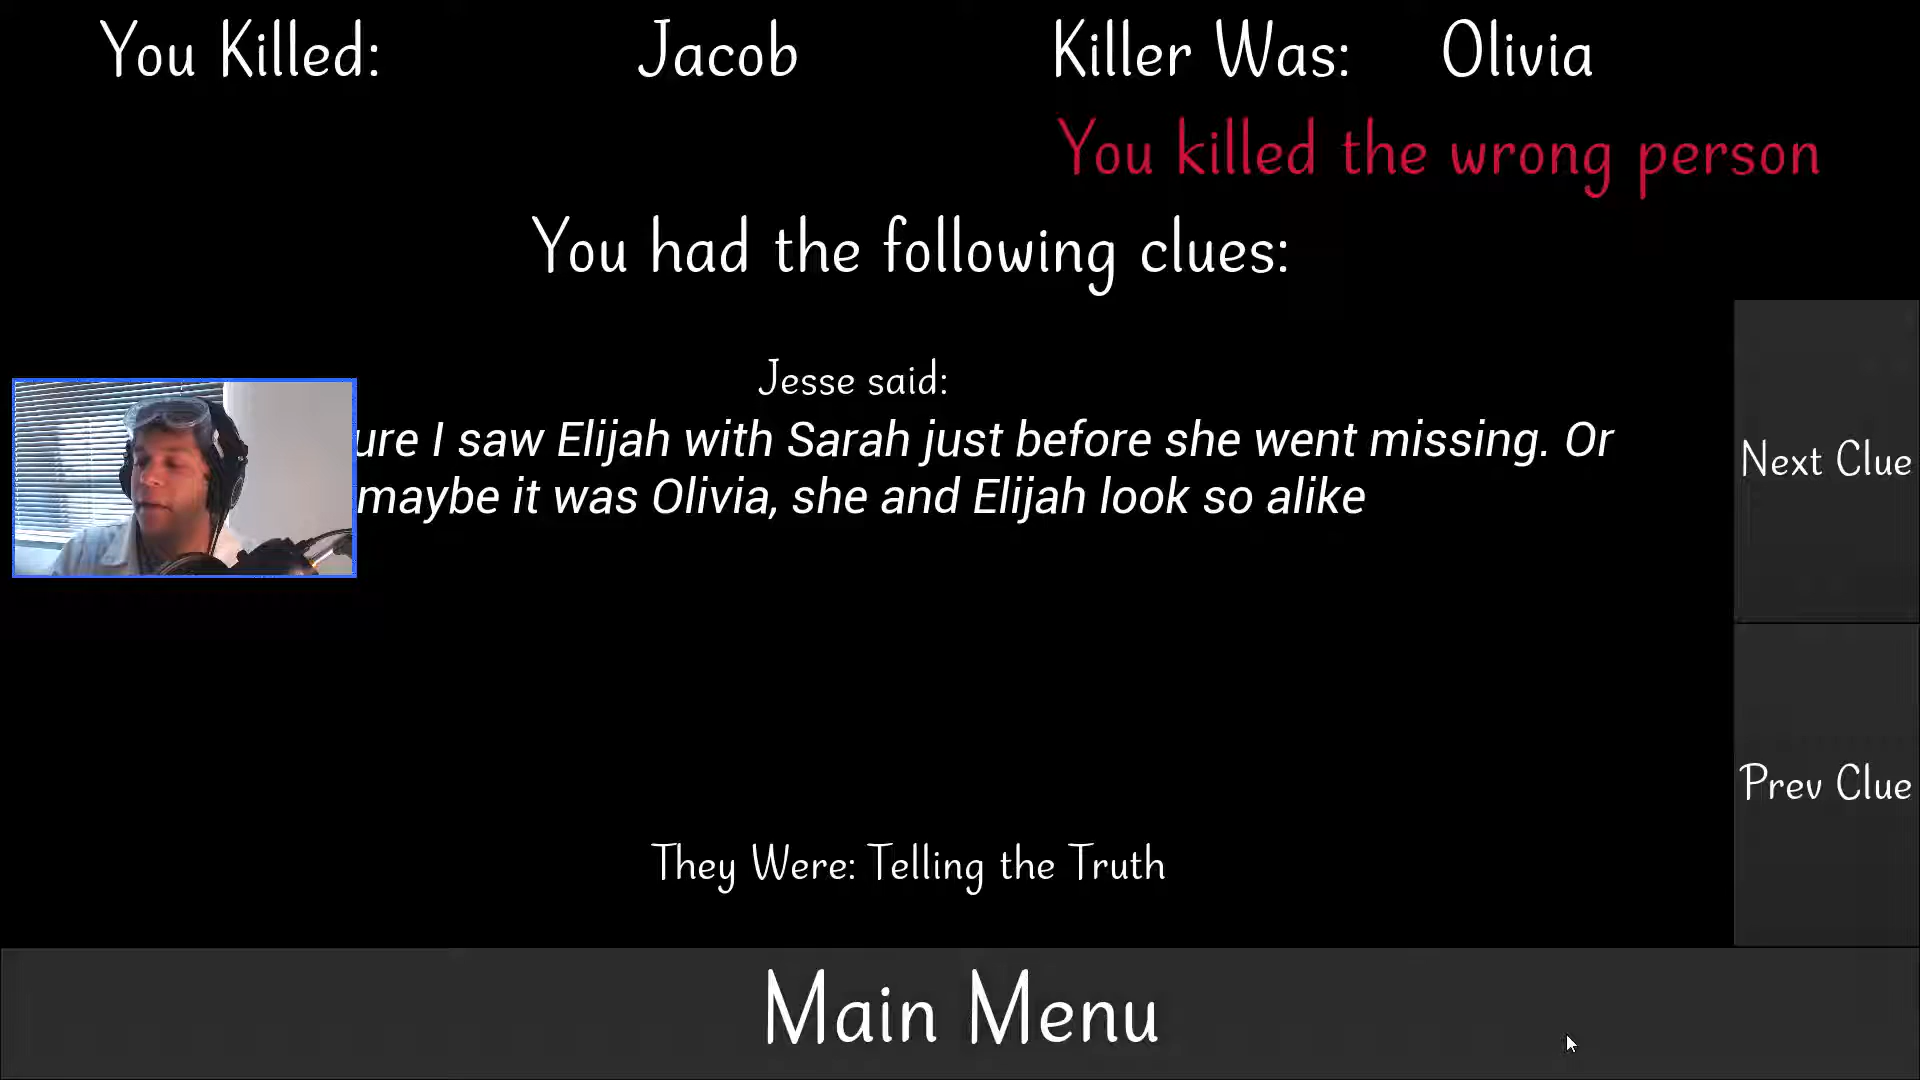 You Killed: Jacob Killer Was: Olivia
You killed the wrong person
You had the following clues:
Jesse said:
I saw Elijah with Sarah just before she went missing. Or
maybe it was Olivia, she and Elijah look so alike
Next Clue
Prev Clue
They Were: Telling the Truth
Main Menu